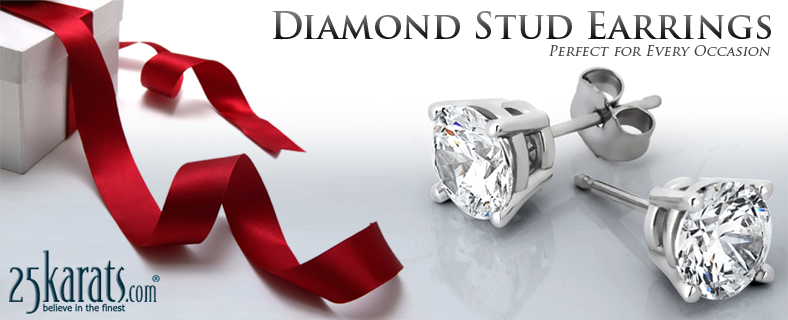 DIAMOND STUD EARRINGS
PERFECT FOR EVERY OCCASION
25karats.com®
believe in the finest